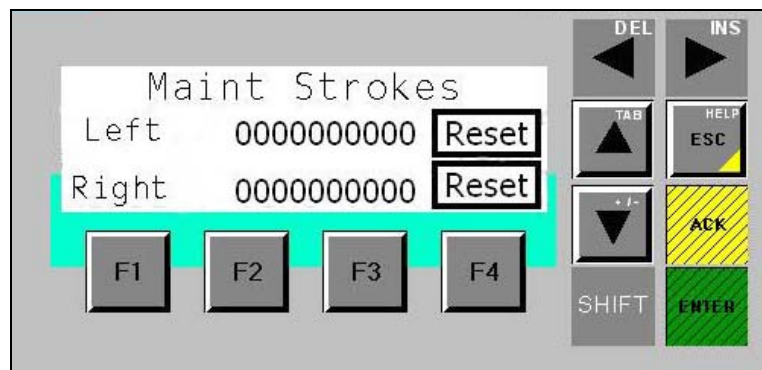 Maint Strokes
Left 0000000000 Reset
Right 0000000000 Reset
F1 F2 F3 F4
DEL INS
TAB HELP
ESC
+ / -
ACK
SHIFT ENTER